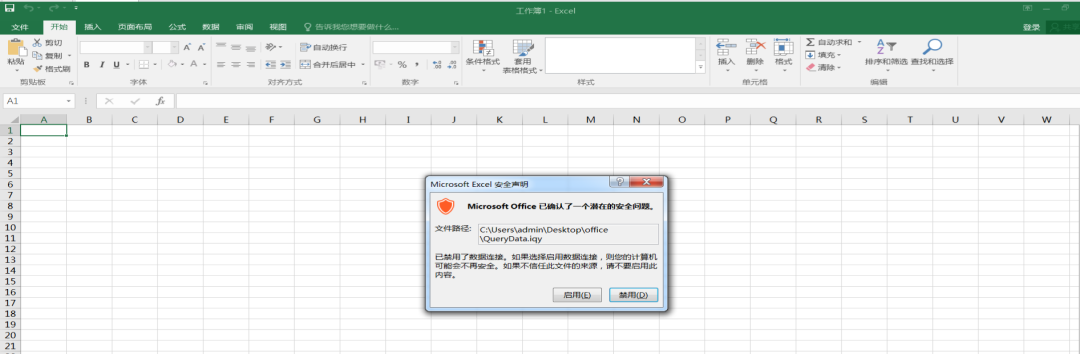 工作簿1 - Excel
文件 开始 插入 页面布局 公式 数据 审阅 视图 告诉我您想要做什么... 登录
粘贴 剪切 复制 格式刷
B I U A A A
自动换行
合并后居中
% ,
条件格式 套用
表格格式
插入 删除 格式
Σ 自动求和
填充
清除
排序和筛选 查找和选择
剪贴板 字体 对齐方式 数字 样式 单元格 编辑
A1 fx
A B C D E F G H I J K L M N O P Q R S T U V W
1
2
3
4
5
6
7
8
9
10
11
12
13
14
15
16
17
18
19
20
21
Microsoft Excel 安全声明
Microsoft Office 已确认了一个潜在的安全问题。
文件路径: C:\Users\admin\Desktop\office
\QueryData.iqy
已禁用了数据连接。如果选择启用数据连接，则您的计算机
可能会不再安全。如果不信任此文件的来源，请不要启用此
内容。
启用(E) 禁用(D)